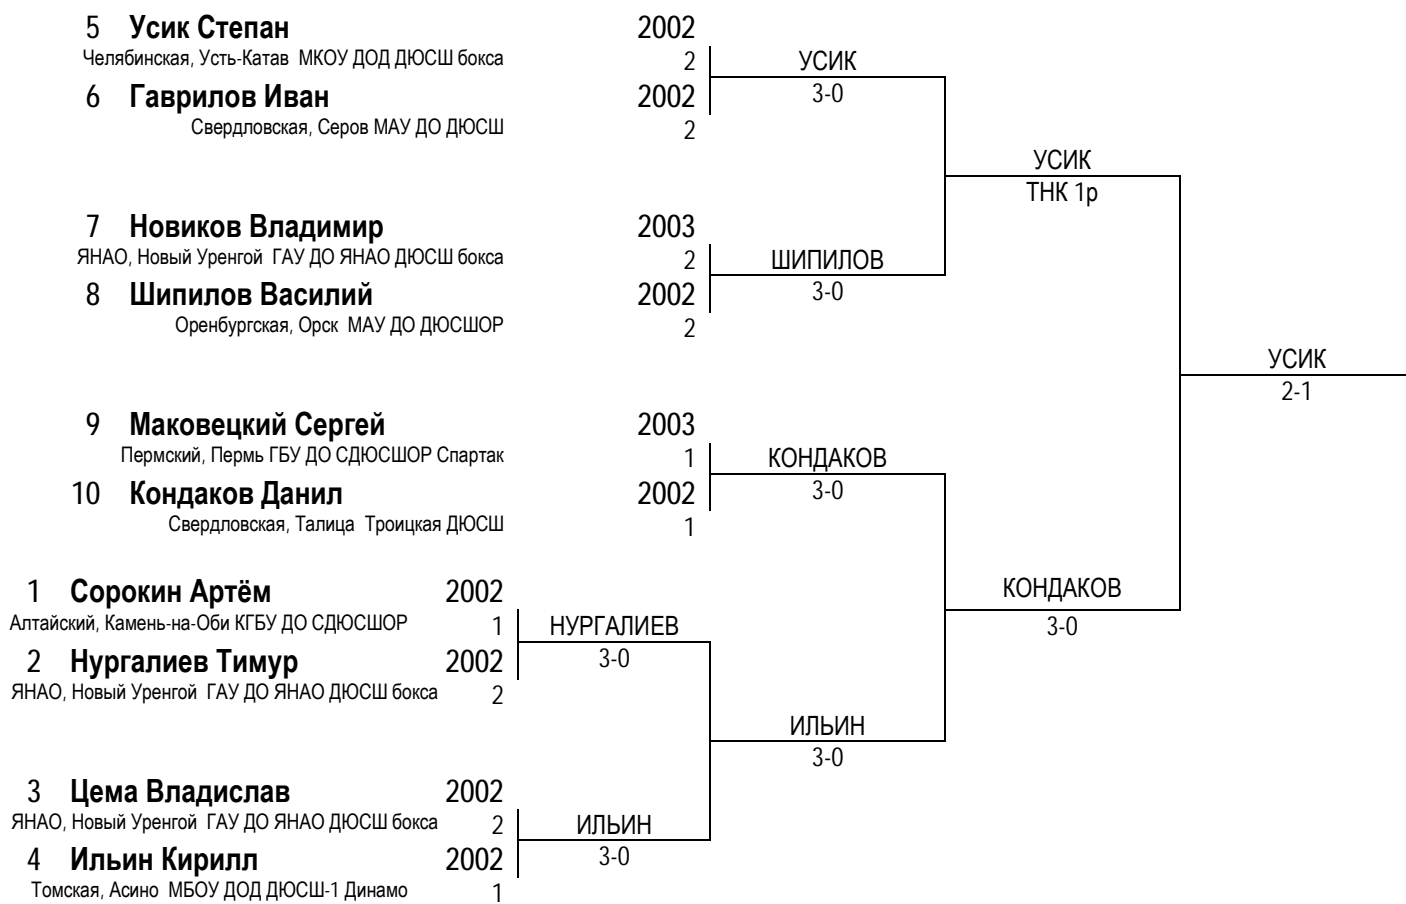 5 Усик Степан 2002
Челябинская, Усть-Катав МКОУ ДОД ДЮСШ бокса 2 УСИК
6 Гаврилов Иван 2002 3-0
Свердловская, Серов МАУ ДО ДЮСШ 2
УСИК
ТНК 1р
7 Новиков Владимир 2003
ЯНАО, Новый Уренгой ГАУ ДО ЯНАО ДЮСШ бокса 2 ШИПИЛОВ
8 Шипилов Василий 2002 3-0
Оренбургская, Орск МАУ ДО ДЮСШОР 2
УСИК
2-1
9 Маковецкий Сергей 2003
Пермский, Пермь ГБУ ДО СДЮСШОР Спартак 1 КОНДАКОВ
10 Кондаков Данил 2002 3-0
Свердловская, Талица Троицкая ДЮСШ 1
1 Сорокин Артём 2002 КОНДАКОВ
Алтайский, Камень-на-Оби КГБУ ДО СДЮСШОР 1 НУРГАЛИЕВ 3-0
2 Нургалиев Тимур 2002 3-0
ЯНАО, Новый Уренгой ГАУ ДО ЯНАО ДЮСШ бокса 2
ИЛЬИН
3-0
3 Цема Владислав 2002
ЯНАО, Новый Уренгой ГАУ ДО ЯНАО ДЮСШ бокса 2 ИЛЬИН
4 Ильин Кирилл 2002 3-0
Томская, Асино МБОУ ДОД ДЮСШ-1 Динамо 1